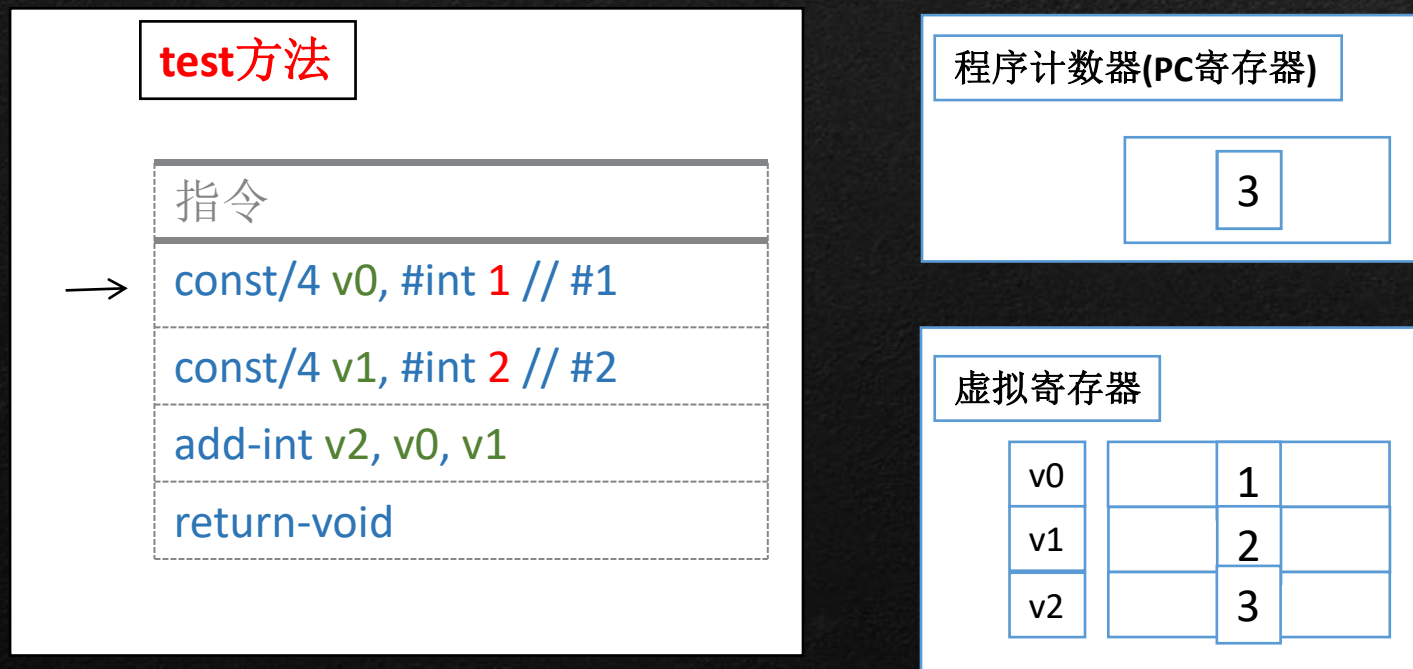 test方法
指令
const/4 v0, #int 1 // #1
const/4 v1, #int 2 // #2
add-int v2, v0, v1
return-void
程序计数器(PC寄存器)
3
虚拟寄存器
v0 1
v1 2
v2 3